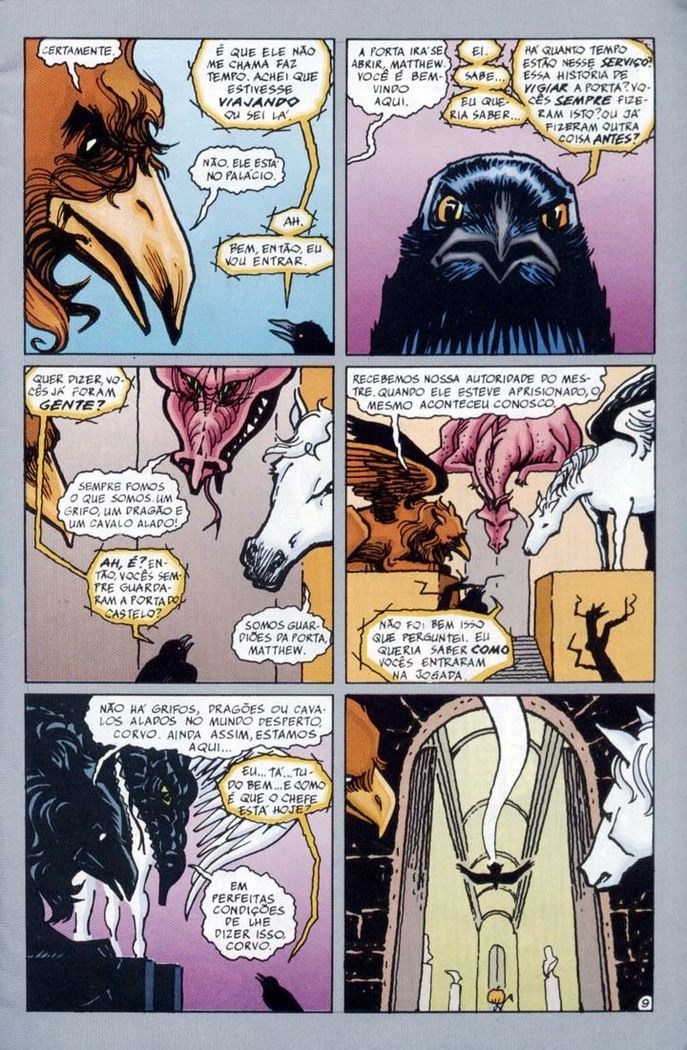 CERTAMENTE.
É QUE ELE NÃO
ME CHAMA FAZ
TEMPO. ACHEI QUE
ESTIVESSE
VIAJANDO
OU SEI LÁ.
NÃO. ELE ESTÁ
NO PALÁCIO.
AH.
BEM, ENTÃO, EU
VOU ENTRAR.
A PORTA IRÁ SE
ABRIR, MATTHEW.
VOCÊ É BEM-
VINDO
AQUI.
EI.
SABE...
EU QUE-
RIA SABER...
HÁ QUANTO TEMPO
ESTÃO NESSE SERVIÇO?
ESSA HISTÓRIA DE
VIGIAR A PORTA? VO-
CÊS SEMPRE FIZE-
RAM ISTO? OU JÁ
FIZERAM OUTRA
COISA ANTES?
QUER DIZER, VO-
CÊS JÁ FORAM
GENTE?
SEMPRE FOMOS
O QUE SOMOS. UM
GRIFO, UM DRAGÃO E
UM CAVALO ALADO!
AH, É? EN-
TÃO, VOCÊS SEM-
PRE GUARDA-
RAM A PORTA DO
CASTELO?
SOMOS GUAR-
DIÕES DA PORTA,
MATTHEW.
RECEBEMOS NOSSA AUTORIDADE DO MES-
TRE. QUANDO ELE ESTEVE APRISIONADO, O
MESMO ACONTECEU CONOSCO.
NÃO FOI BEM ISSO
QUE PERGUNTEI. EU
QUERIA SABER COMO
VOCÊS ENTRARAM
NA JOGADA.
NÃO HÁ GRIFOS, DRAGÕES OU CAVA-
LOS ALADOS NO MUNDO DESPERTO,
CORVO. AINDA ASSIM, ESTAMOS
AQUI...
EU... TÁ... TU-
DO BEM... E COMO
É QUE O CHEFE
ESTÁ HOJE?
EM
PERFEITAS
CONDIÇÕES
DE LHE
DIZER ISSO,
CORVO.
9